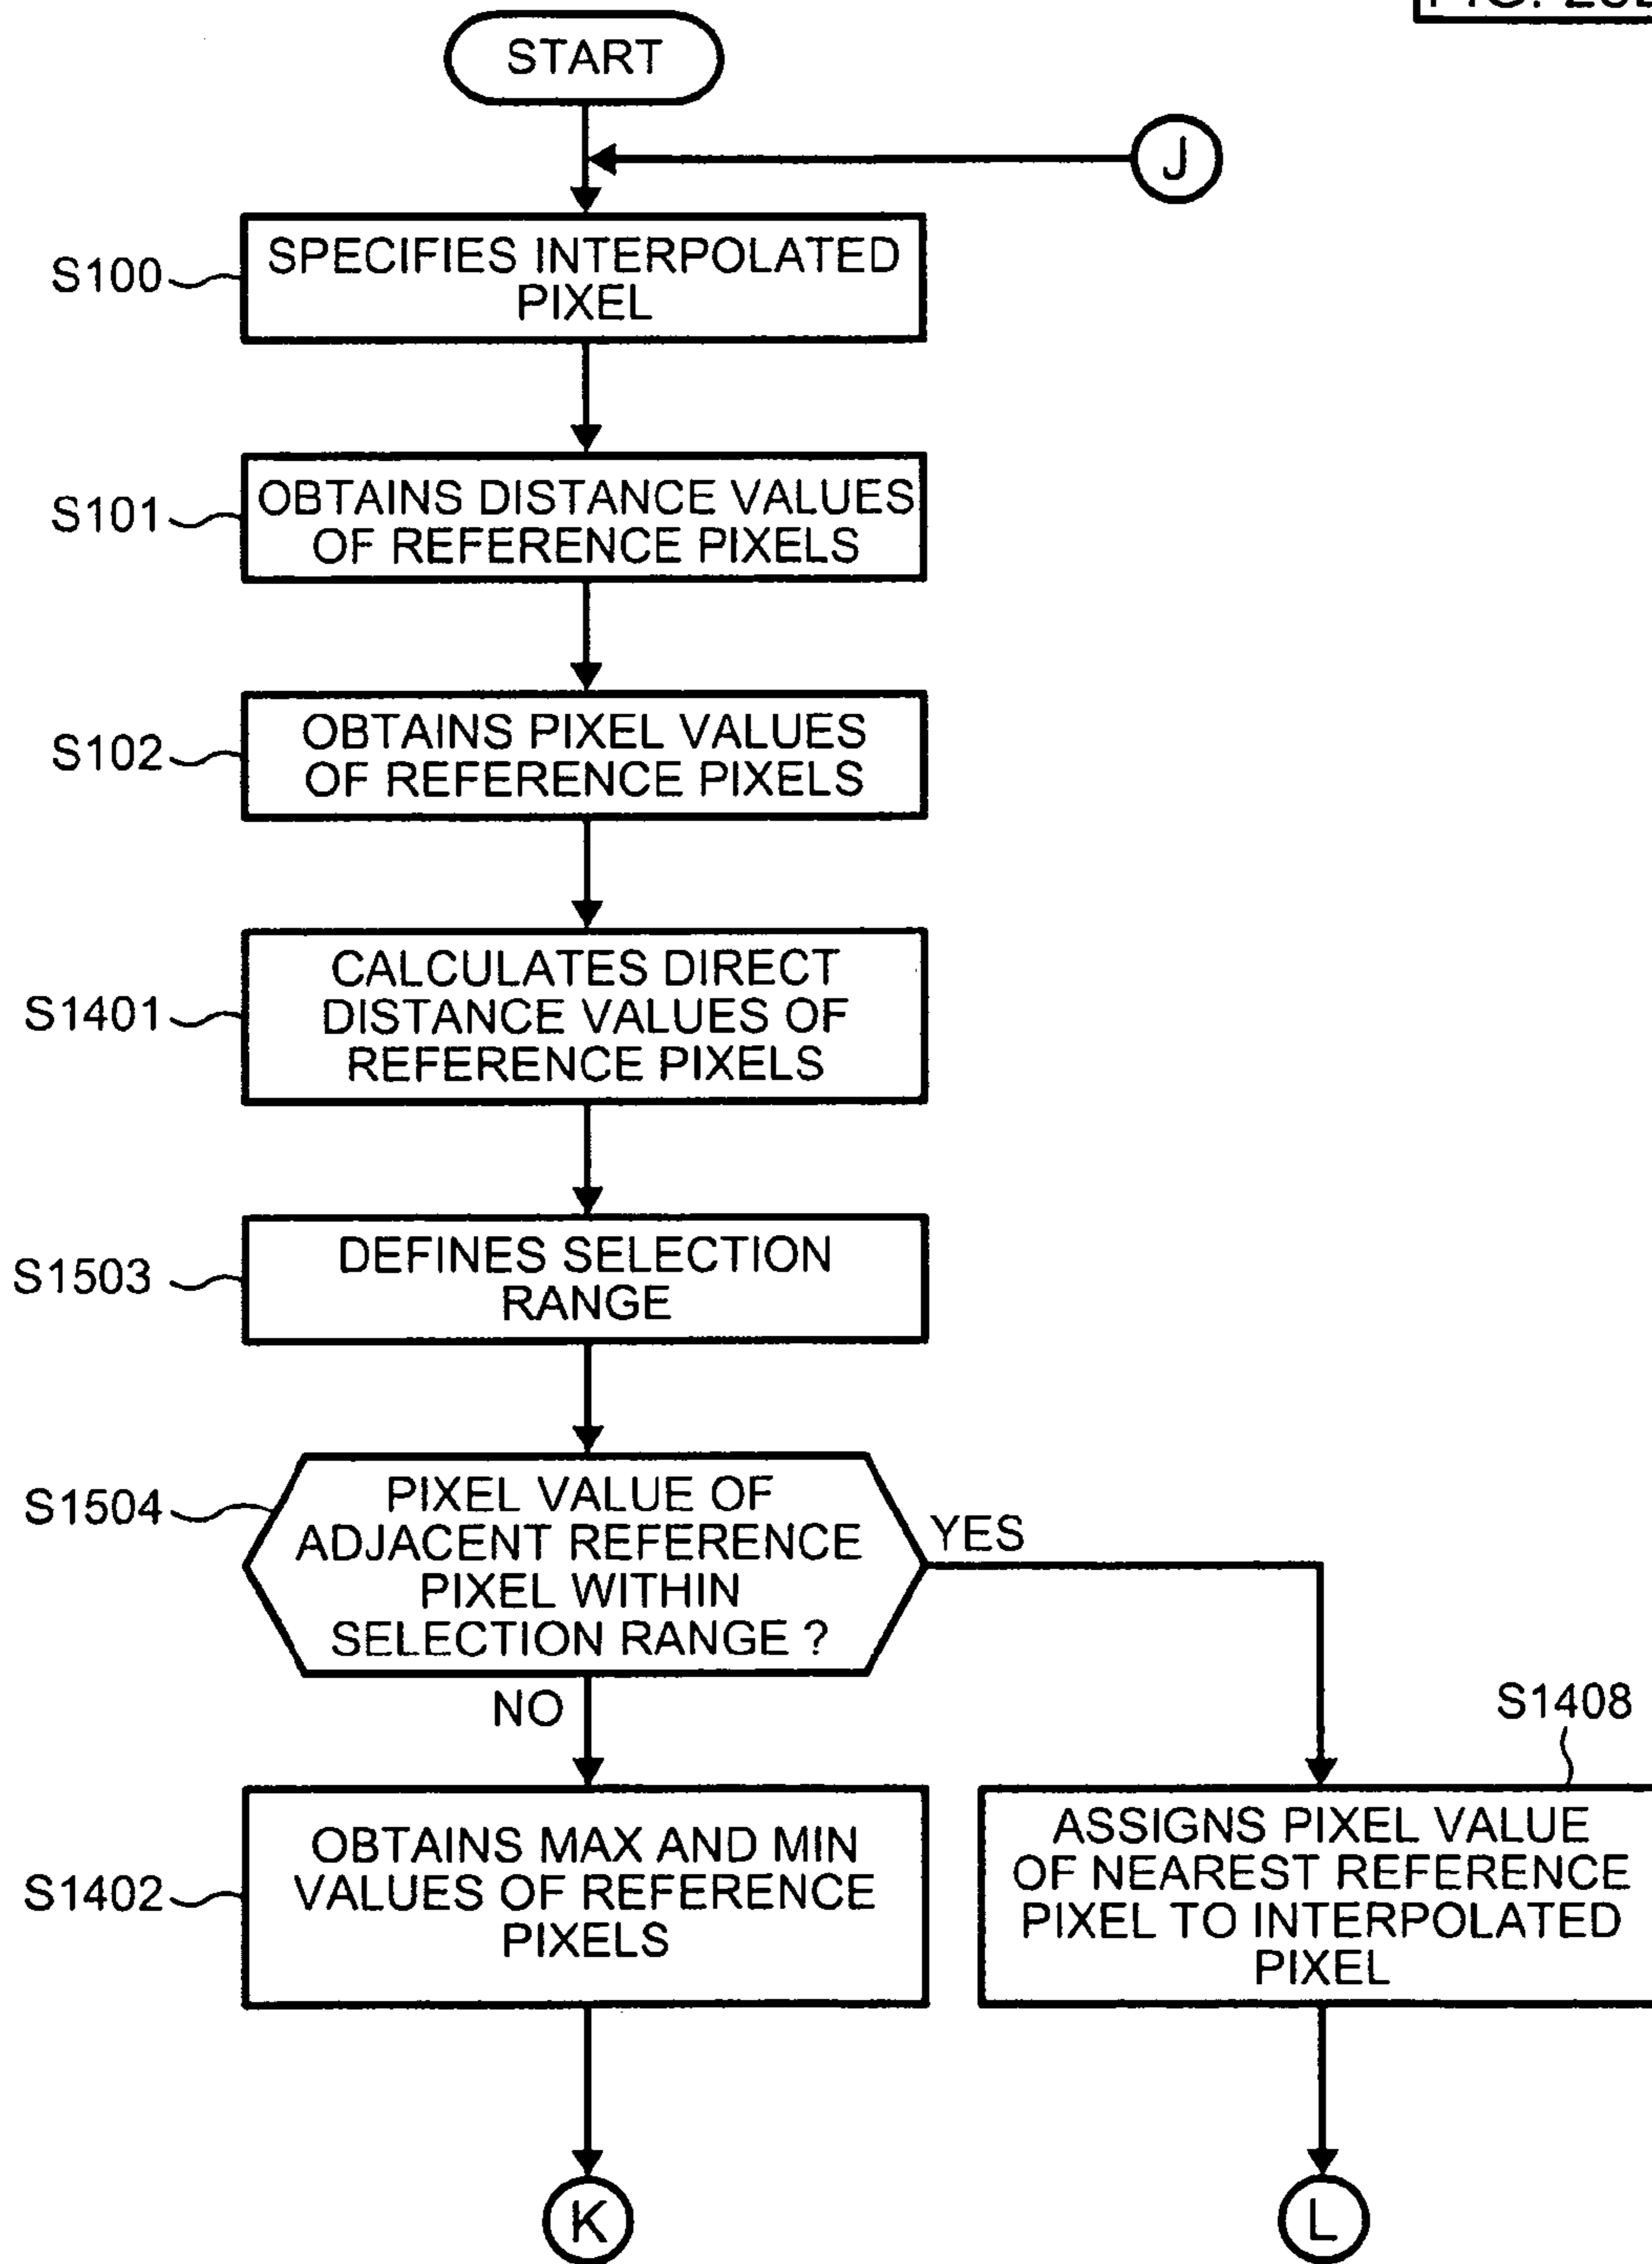 START
J
S100
SPECIFIES INTERPOLATED
PIXEL
S101
OBTAINS DISTANCE VALUES
OF REFERENCE PIXELS
S102
OBTAINS PIXEL VALUES
OF REFERENCE PIXELS
S1401
CALCULATES DIRECT
DISTANCE VALUES OF
REFERENCE PIXELS
S1503
DEFINES SELECTION
RANGE
S1504
PIXEL VALUE OF
ADJACENT REFERENCE
PIXEL WITHIN
SELECTION RANGE ?
YES
NO
S1402
OBTAINS MAX AND MIN
VALUES OF REFERENCE
PIXELS
S1408
ASSIGNS PIXEL VALUE
OF NEAREST REFERENCE
PIXEL TO INTERPOLATED
PIXEL
K
L